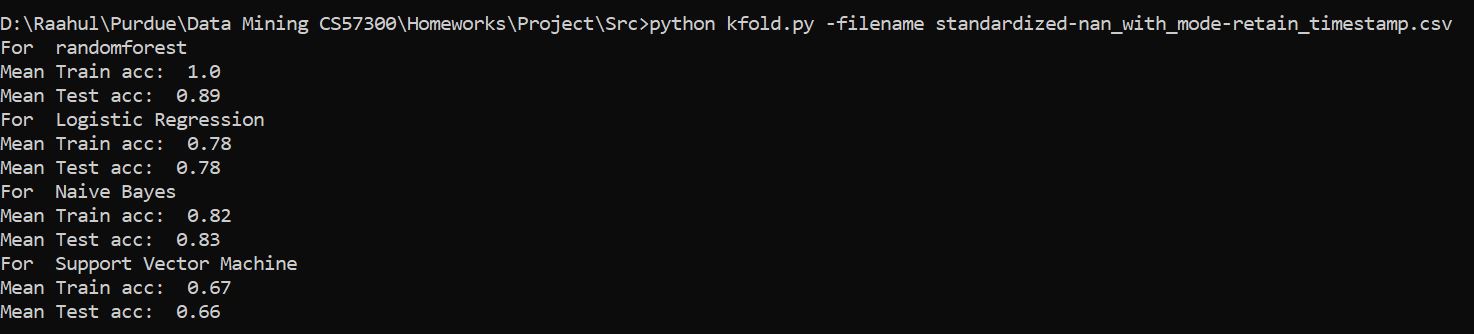 D:\Raahul\Purdue\Data Mining CS57300\Homeworks\Project\Src>python kfold.py -filename standardized-nan_with_mode-retain_timestamp.csv
For  randomforest
Mean Train acc:  1.0
Mean Test acc:  0.89
For  Logistic Regression
Mean Train acc:  0.78
Mean Test acc:  0.78
For  Naive Bayes
Mean Train acc:  0.82
Mean Test acc:  0.83
For  Support Vector Machine
Mean Train acc:  0.67
Mean Test acc:  0.66